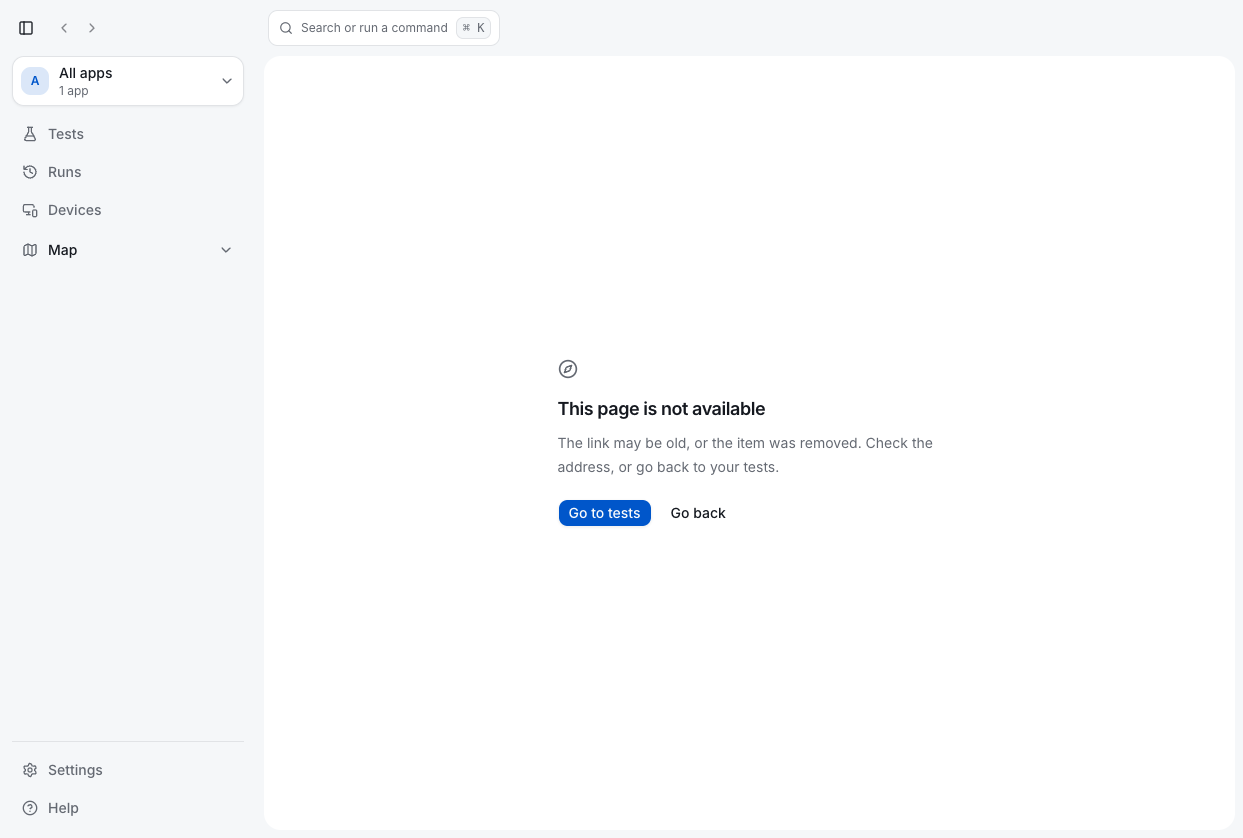 Search or run a command ⌘ K
A
All apps
1 app
Tests
Runs
Devices
Map
This page is not available
The link may be old, or the item was removed. Check the
address, or go back to your tests.
Go to tests
Go back
Settings
Help